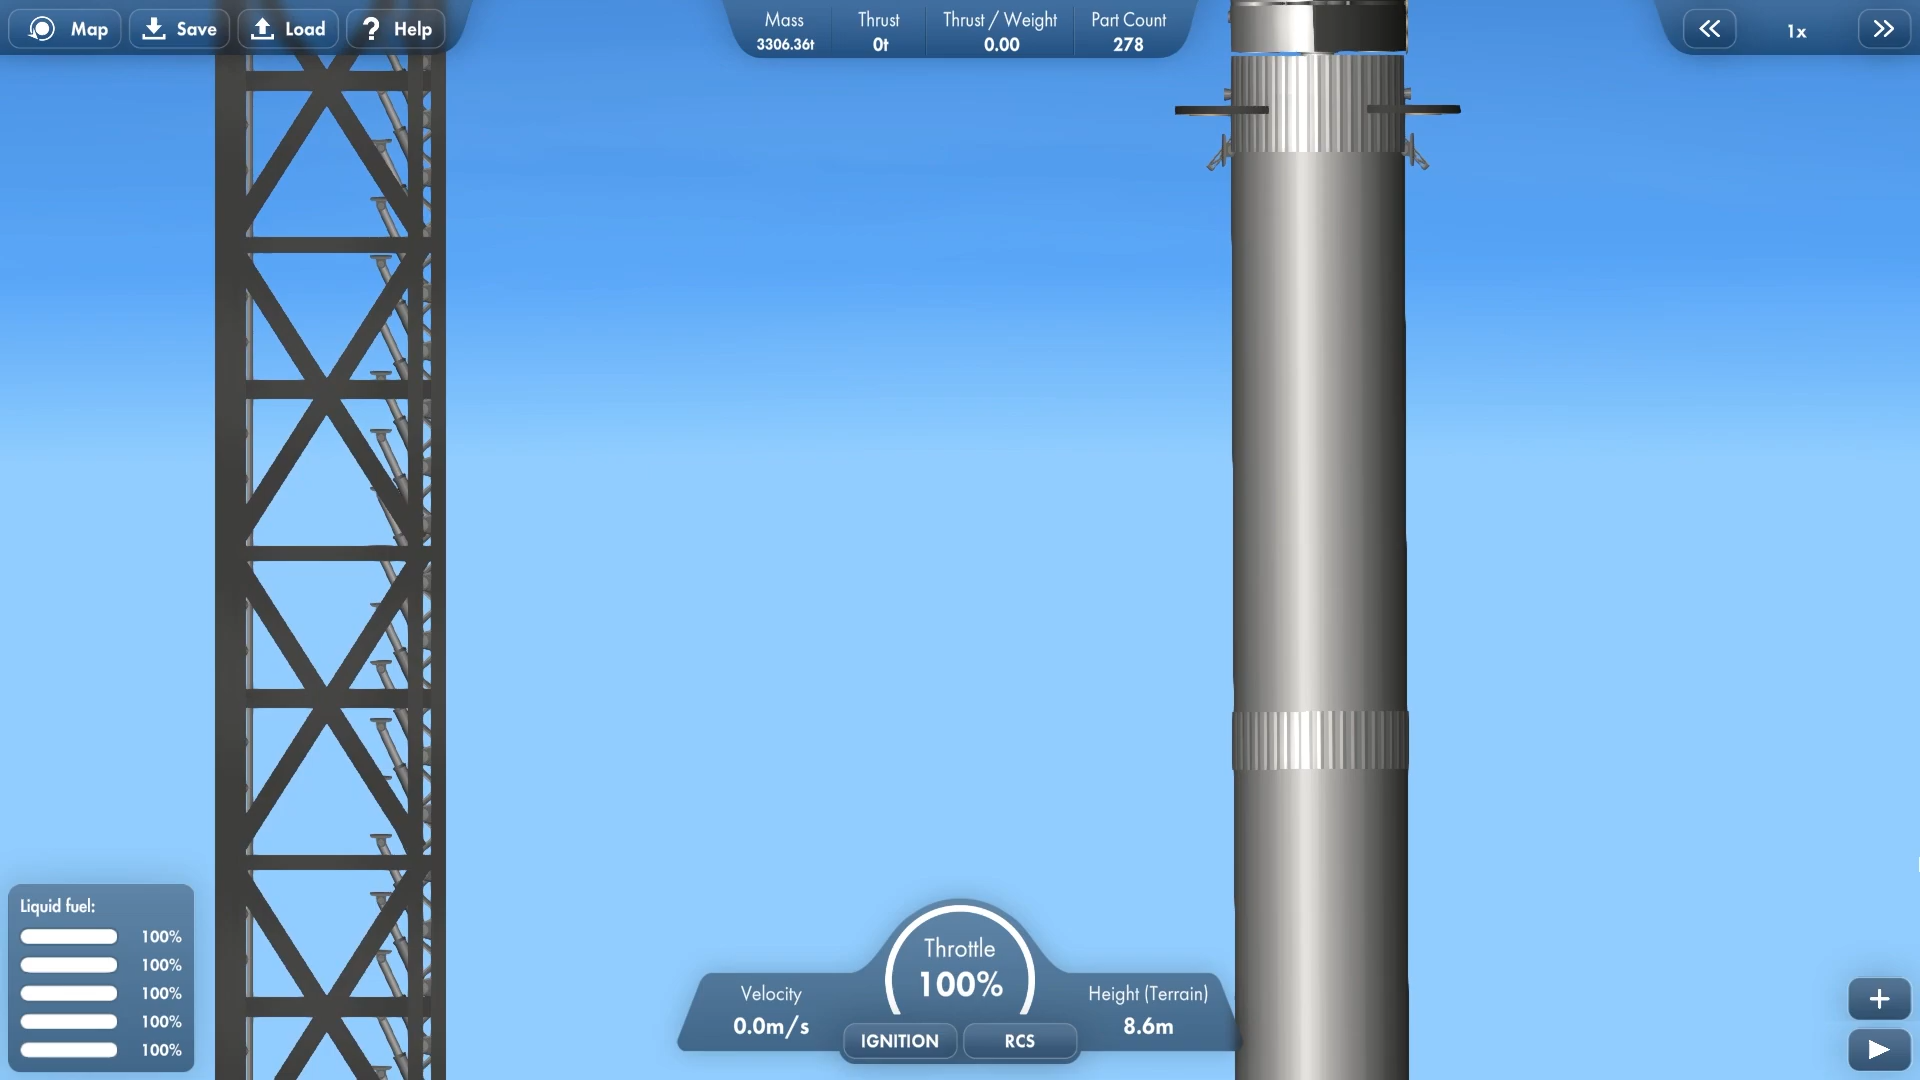 Map
Save
Load
? Help
Mass
3306.36t
Thrust
0t
Thrust / Weight
0.00
Part Count
278
1x
Liquid fuel:
100%
100%
100%
100%
100%
Throttle
100%
Velocity
0.0m/s
Height (Terrain)
8.6m
IGNITION
RCS